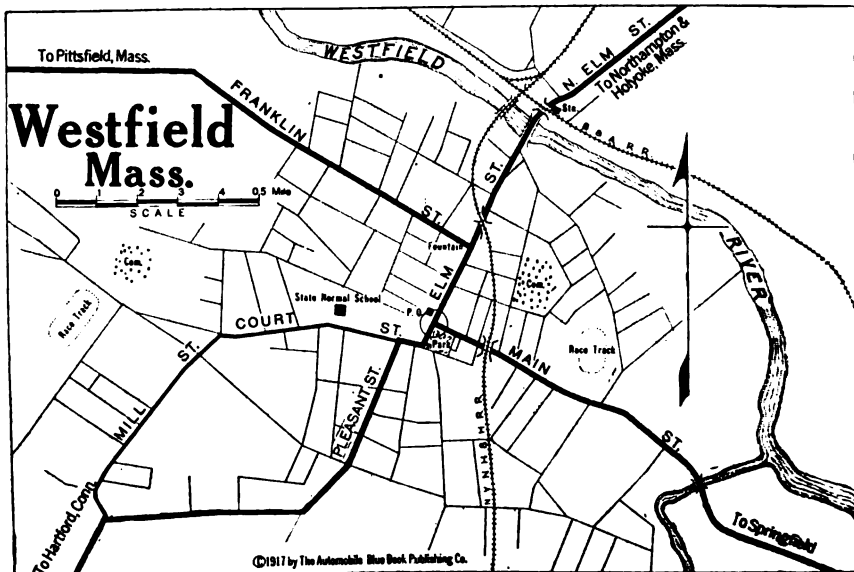 To Pittsfield, Mass.
Westfield
Mass.
0 1 2 3 4 0.5 Mile
SCALE
WESTFIELD
RIVER
N. ELM ST.
To Northampton &
Holyoke, Mass.
Sta.
B & A R R
FRANKLIN ST.
ELM ST.
Fountain
Cem.
Cem.
Race Track
Race Track
State Normal School
P. O.
Park
COURT ST.
MAIN ST.
MILL ST.
PLEASANT ST.
N Y N H & H R R
To Hartford, Conn.
To Springfield
©1917 by The Automobile Blue Book Publishing Co.